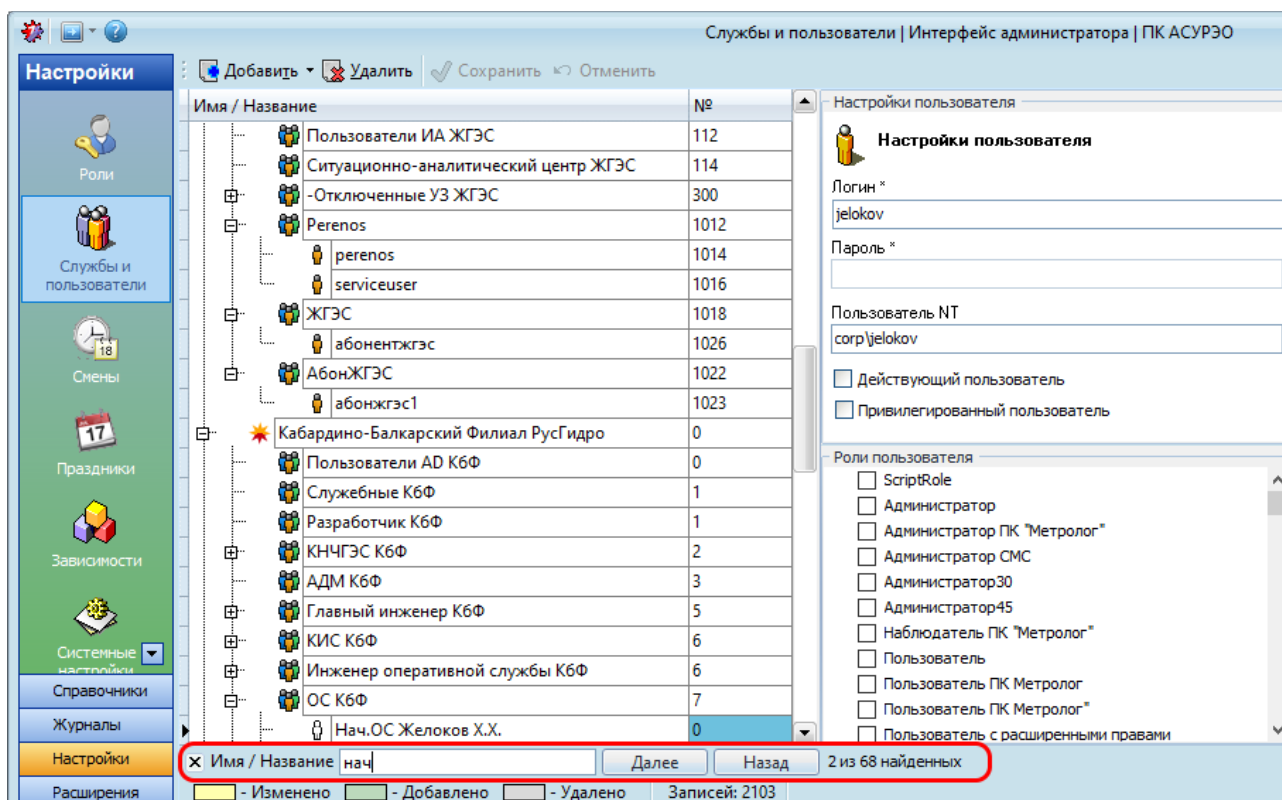 Службы и пользователи | Интерфейс администратора | ПК АСУРЭО
Настройки
Добавить
Удалить
Сохранить
Отменить
Роли
Службы и
пользователи
18
Смены
17
Праздники
Зависимости
Системные
настройки
Справочники
Журналы
Настройки
Расширения
Имя / Название №
Пользователи ИА ЖГЭС 112
Ситуационно-аналитический центр ЖГЭС 114
-Отключенные УЗ ЖГЭС 300
Perenos 1012
perenos 1014
serviceuser 1016
ЖГЭС 1018
абонентжгэс 1026
АбонЖГЭС 1022
абонжгэс1 1023
Кабардино-Балкарский Филиал РусГидро 0
Пользователи AD КбФ 0
Служебные КбФ 1
Разработчик КбФ 1
КНЧГЭС КбФ 2
АДМ КбФ 3
Главный инженер КбФ 5
КИС КбФ 6
Инженер оперативной службы КбФ 6
ОС КбФ 7
Нач.ОС Желоков Х.Х. 0
Настройки пользователя
Настройки пользователя
Логин *
jelokov
Пароль *
Пользователь NT
corp\jelokov
Действующий пользователь
Привилегированный пользователь
Роли пользователя
ScriptRole
Администратор
Администратор ПК "Метролог"
Администратор СМС
Администратор30
Администратор45
Наблюдатель ПК "Метролог"
Пользователь
Пользователь ПК Метролог
Пользователь ПК Метролог"
Пользователь с расширенными правами
Имя / Название нач Далее Назад 2 из 68 найденных
- Изменено - Добавлено - Удалено Записей: 2103